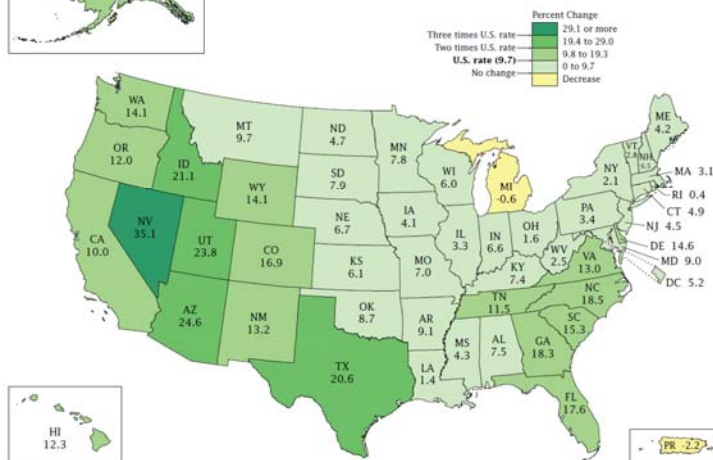 Percent Change
Three times U.S. rate
29.1 or more
Two times U.S. rate
19.4 to 29.0
U.S. rate (9.7)
9.8 to 19.3
No change
0 to 9.7
Decrease
WA
14.1
OR
12.0
CA
10.0
NV
35.1
ID
21.1
MT
9.7
WY
14.1
UT
23.8
CO
16.9
AZ
24.6
NM
13.2
ND
4.7
SD
7.9
NE
6.7
KS
6.1
OK
8.7
TX
20.6
MN
7.8
IA
4.1
MO
7.0
AR
9.1
LA
1.4
WI
6.0
IL
3.3
MI
-0.6
IN
6.6
OH
1.6
KY
7.4
TN
11.5
MS
4.3
AL
7.5
GA
18.3
FL
17.6
SC
15.3
NC
18.5
VA
13.0
WV
2.5
PA
3.4
NY
2.1
VT
2.8
NH
6.5
ME
4.2
MA 3.1
RI 0.4
CT 4.9
NJ 4.5
DE 14.6
MD 9.0
DC 5.2
HI
12.3
PR -2.2